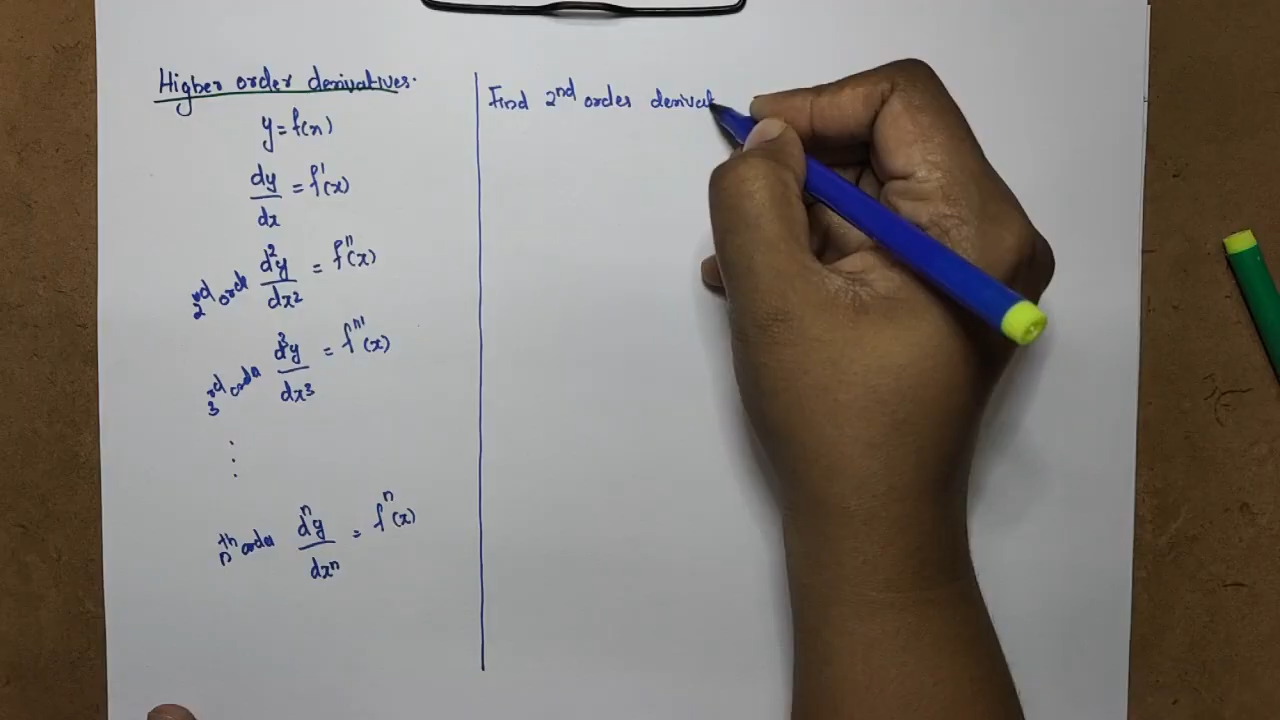 Higher order derivatives.
y = f(x)
dy/dx = f'(x)
2nd order d²y/dx² = f''(x)
3rd order d³y/dx³ = f'''(x)
⋮
nth order dⁿy/dxⁿ = fⁿ(x)
Find 2nd order derivat